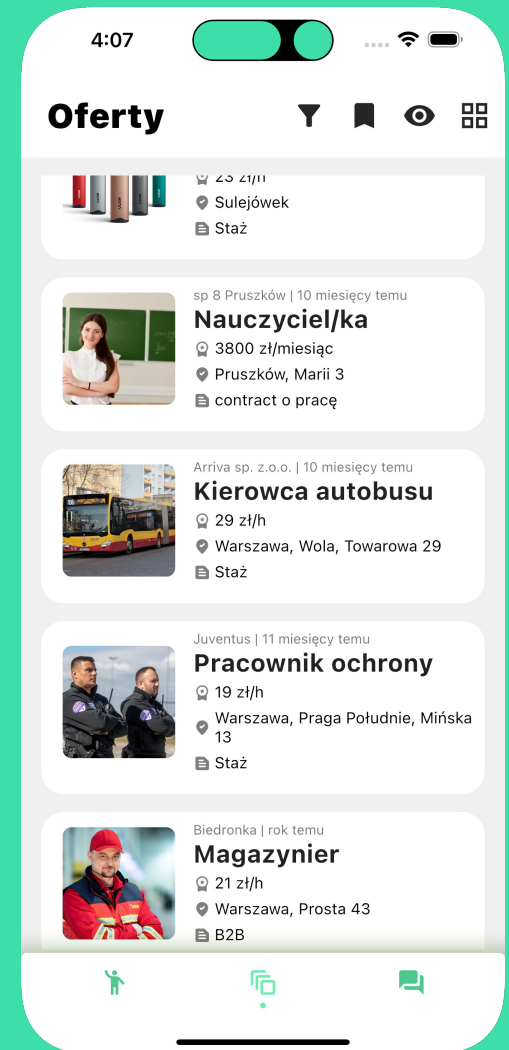 4:07
Oferty
23 zł/h
Sulejówek
Staż
sp 8 Pruszków | 10 miesięcy temu
Nauczyciel/ka
3800 zł/miesiąc
Pruszków, Marii 3
contract o pracę
Arriva sp. z.o.o. | 10 miesięcy temu
Kierowca autobusu
29 zł/h
Warszawa, Wola, Towarowa 29
Staż
Juventus | 11 miesięcy temu
Pracownik ochrony
19 zł/h
Warszawa, Praga Południe, Mińska
13
Staż
Biedronka | rok temu
Magazynier
21 zł/h
Warszawa, Prosta 43
B2B